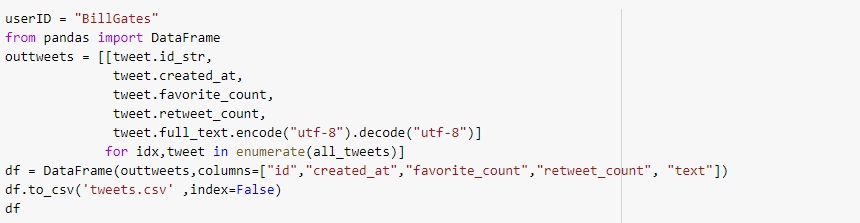 userID = "BillGates"
from pandas import DataFrame
outtweets = [[tweet.id_str,
              tweet.created_at,
              tweet.favorite_count,
              tweet.retweet_count,
              tweet.full_text.encode("utf-8").decode("utf-8")]
             for idx,tweet in enumerate(all_tweets)]
df = DataFrame(outtweets,columns=["id","created_at","favorite_count","retweet_count", "text"])
df.to_csv('tweets.csv' ,index=False)
df